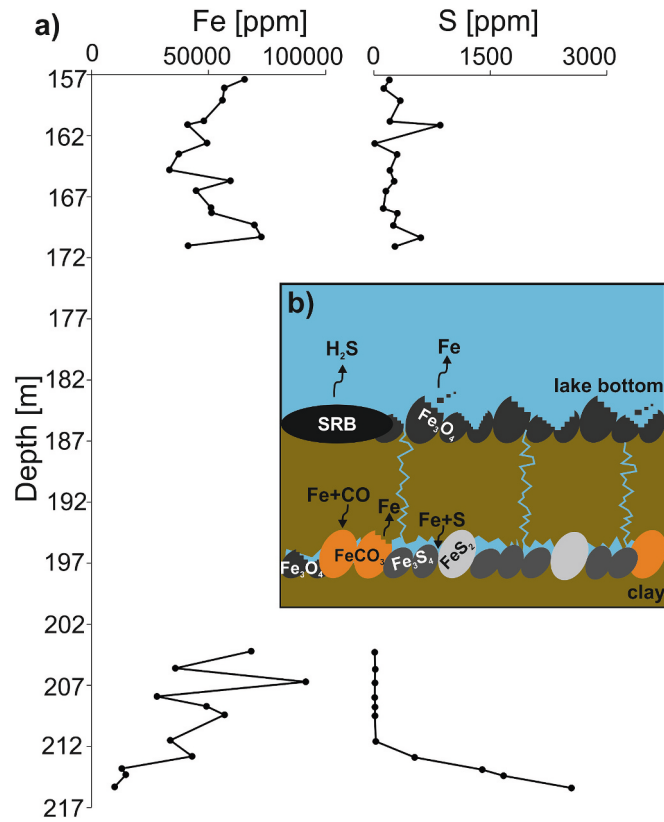 a)
Fe [ppm]
S [ppm]
0
50000
100000
0
1500
3000
157
162
167
172
177
182
187
192
197
202
207
212
217
Depth [m]
b)
H₂S
Fe
lake bottom
SRB
Fe₃O₄
Fe+CO
Fe
Fe+S
Fe₃O₄
FeCO₃
Fe₃S₄
FeS₂
clay